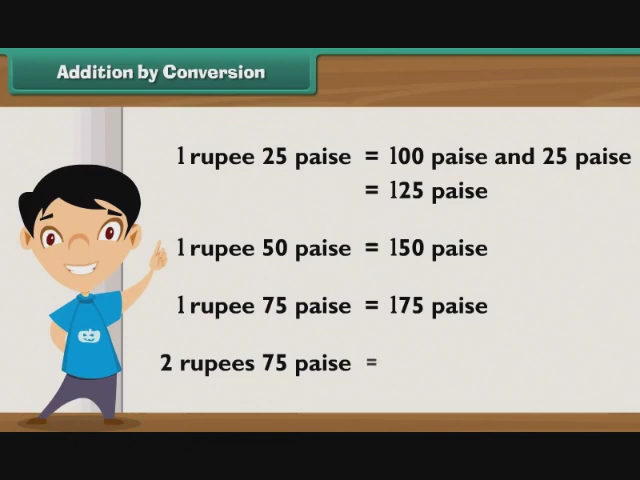 Addition by Conversion
1 rupee 25 paise = 100 paise and 25 paise
= 125 paise
1 rupee 50 paise = 150 paise
1 rupee 75 paise = 175 paise
2 rupees 75 paise =